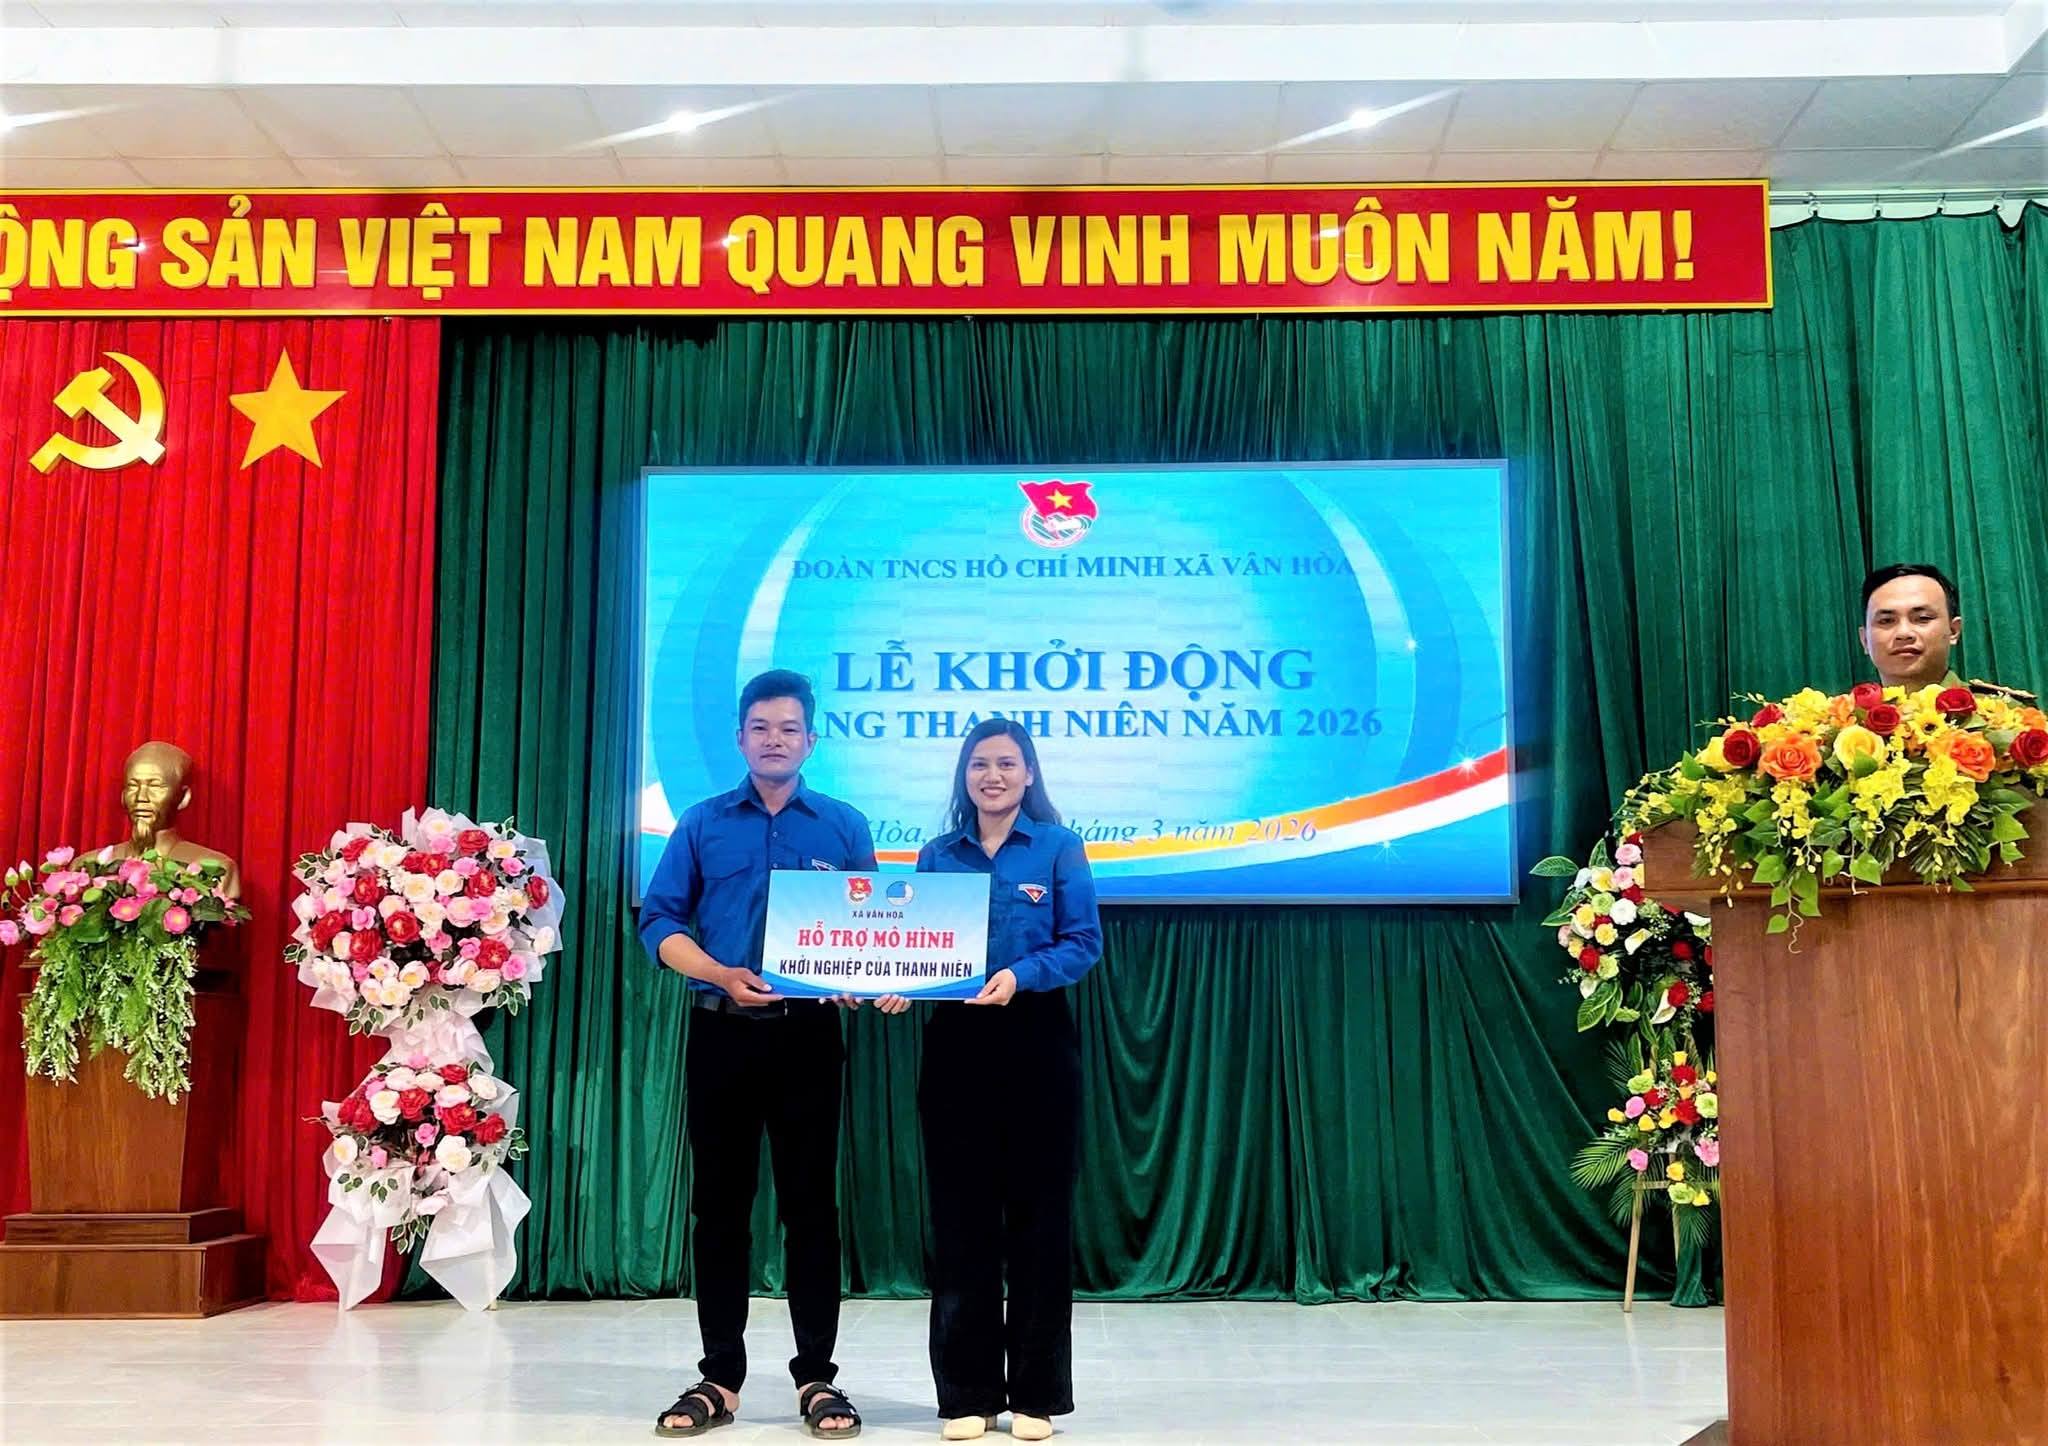 ỘNG SẢN VIỆT NAM QUANG VINH MUÔN NĂM!
ĐOÀN TNCS HỒ CHÍ MINH XÃ VÂN HÒA
LỄ KHỞI ĐỘNG
ÁNG THANH NIÊN NĂM 2026
Hòa, háng 3 năm 2026
XÃ VÂN HÒA
HỖ TRỢ MÔ HÌNH
KHỞI NGHIỆP CỦA THANH NIÊN